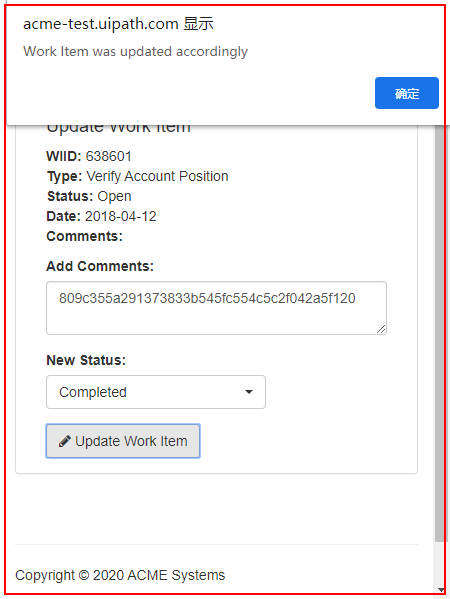 acme-test.uipath.com 显示
Work Item was updated accordingly
确定
Update Work Item
WIID: 638601
Type: Verify Account Position
Status: Open
Date: 2018-04-12
Comments:
Add Comments:
809c355a291373833b545fc554c5c2f042a5f120
New Status:
Completed
Update Work Item
Copyright © 2020 ACME Systems